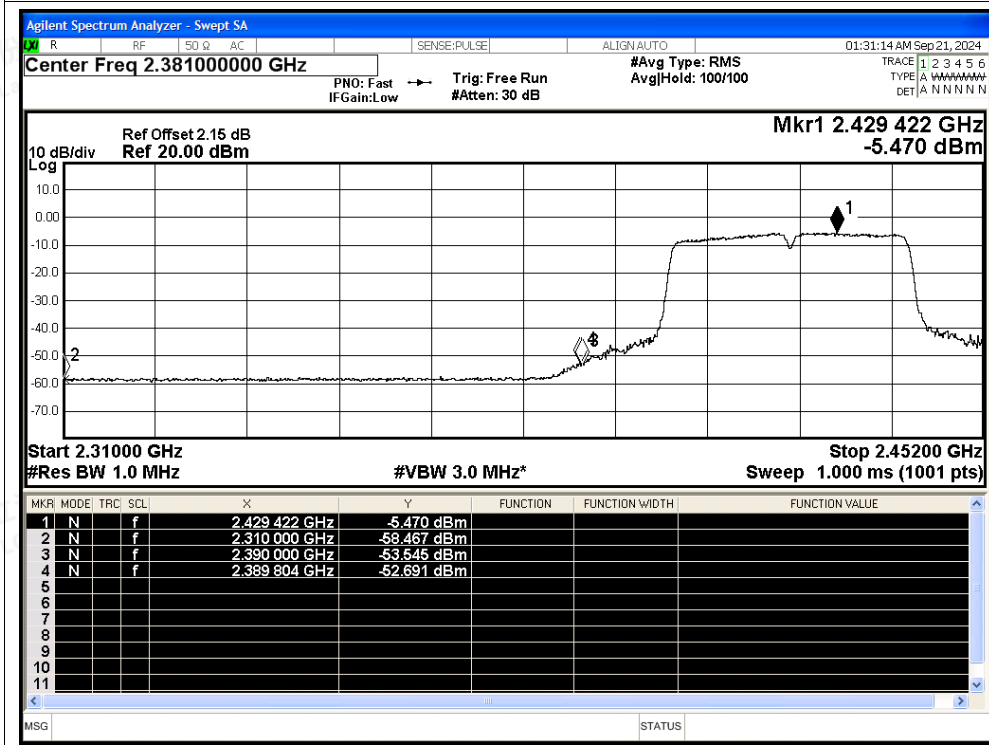 Agilent Spectrum Analyzer - Swept SA
LXI R RF 50 Ω AC SENSE:PULSE ALIGN AUTO 01:31:14 AM Sep 21, 2024
Center Freq 2.381000000 GHz
PNO: Fast
IFGain:Low
Trig: Free Run
#Atten: 30 dB
#Avg Type: RMS
Avg|Hold: 100/100
TRACE 1 2 3 4 5 6
TYPE A WWWWW
DET A N N N N N
Mkr1 2.429 422 GHz
-5.470 dBm
Ref Offset 2.15 dB
10 dB/div Ref 20.00 dBm
Log
10.0
0.00
-10.0
-20.0
-30.0
-40.0
-50.0
-60.0
-70.0
1
2
4
Start 2.31000 GHz Stop 2.45200 GHz
#Res BW 1.0 MHz #VBW 3.0 MHz* Sweep 1.000 ms (1001 pts)
MKR MODE TRC SCL X Y FUNCTION FUNCTION WIDTH FUNCTION VALUE
1 N f 2.429 422 GHz -5.470 dBm
2 N f 2.310 000 GHz -58.467 dBm
3 N f 2.390 000 GHz -53.545 dBm
4 N f 2.389 804 GHz -52.691 dBm
5
6
7
8
9
10
11
MSG STATUS